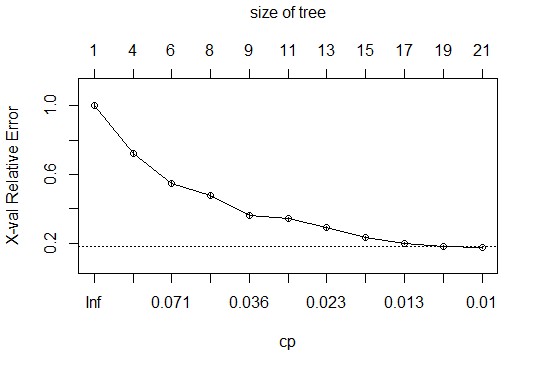 size of tree
1 4 6 8 9 11 13 15 17 19 21
X-val Relative Error
1.0
0.6
0.2
Inf 0.071 0.036 0.023 0.013 0.01
cp